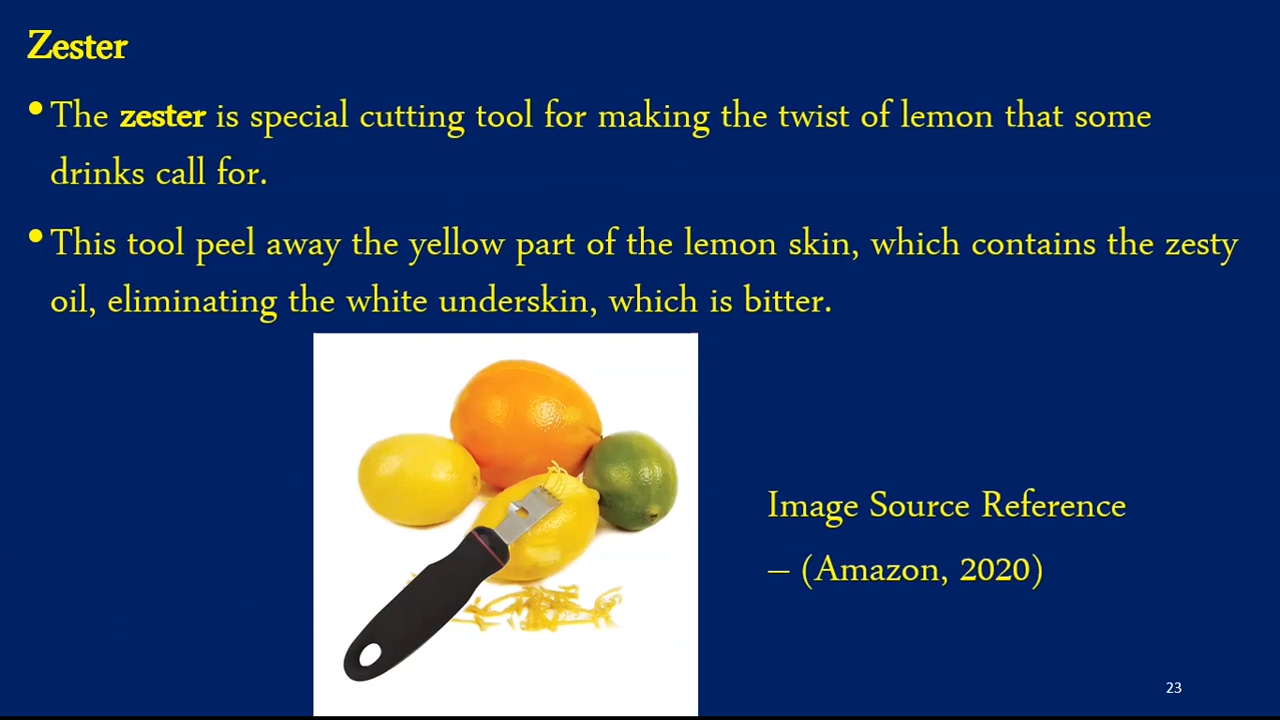 Zester
• The zester is special cutting tool for making the twist of lemon that some
drinks call for.
• This tool peel away the yellow part of the lemon skin, which contains the zesty
oil, eliminating the white underskin, which is bitter.
Image Source Reference
– (Amazon, 2020)
23